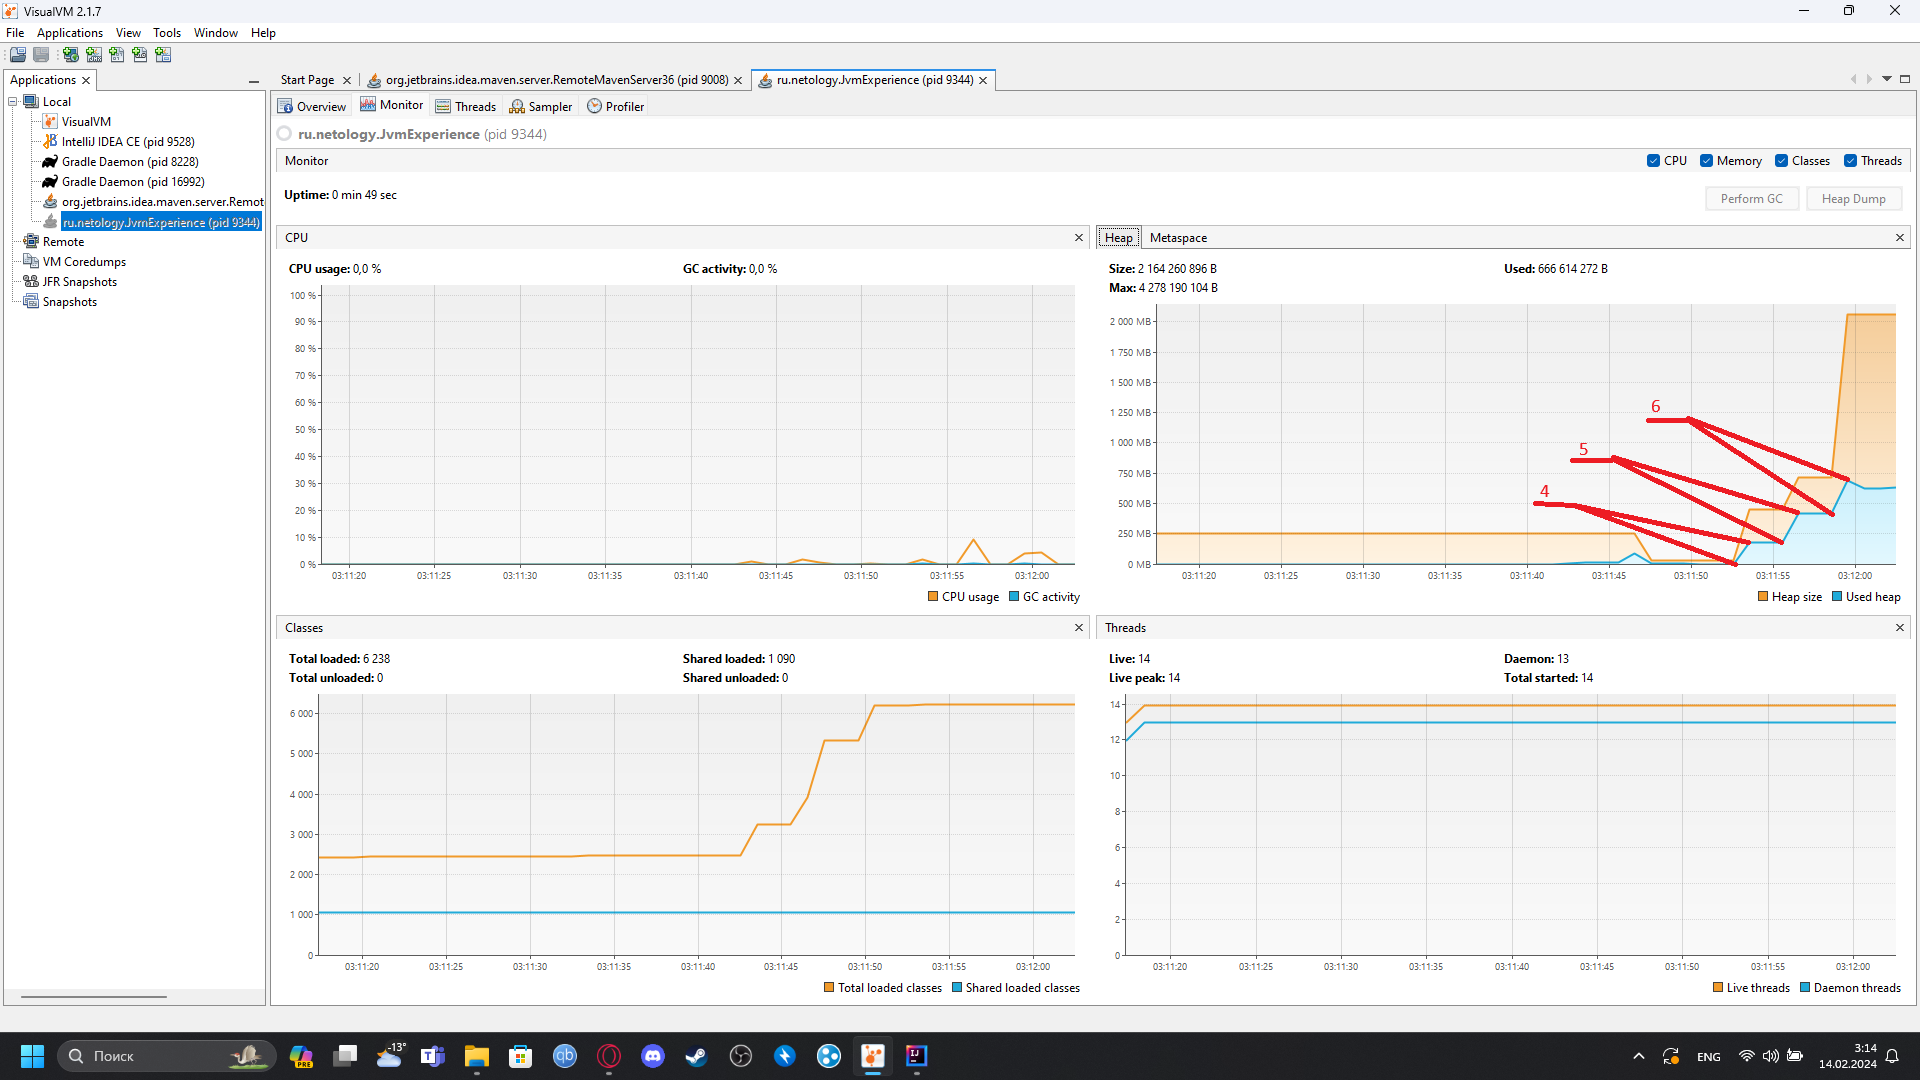 VisualVM 2.1.7
File Applications View Tools Window Help
Applications
Local
VisualVM
IntelliJ IDEA CE (pid 9528)
Gradle Daemon (pid 8228)
Gradle Daemon (pid 16992)
org.jetbrains.idea.maven.server.Remot
ru.netology.JvmExperience (pid 9344)
Remote
VM Coredumps
JFR Snapshots
Snapshots
Start Page org.jetbrains.idea.maven.server.RemoteMavenServer36 (pid 9008) ru.netology.JvmExperience (pid 9344)
Overview Monitor Threads Sampler Profiler
ru.netology.JvmExperience (pid 9344)
Monitor CPU Memory Classes Threads
Uptime: 0 min 49 sec
Perform GC Heap Dump
CPU
CPU usage: 0,0 % GC activity: 0,0 %
100 %
90 %
80 %
70 %
60 %
50 %
40 %
30 %
20 %
10 %
0 %
03:11:20 03:11:25 03:11:30 03:11:35 03:11:40 03:11:45 03:11:50 03:11:55 03:12:00
CPU usage GC activity
Heap Metaspace
Size: 2 164 260 896 B Used: 666 614 272 B
Max: 4 278 190 104 B
2 000 MB
1 750 MB
1 500 MB
1 250 MB
1 000 MB
750 MB
500 MB
250 MB
0 MB
6
5
4
03:11:20 03:11:25 03:11:30 03:11:35 03:11:40 03:11:45 03:11:50 03:11:55 03:12:00
Heap size Used heap
Classes
Total loaded: 6 238 Shared loaded: 1 090
Total unloaded: 0 Shared unloaded: 0
6 000
5 000
4 000
3 000
2 000
1 000
0
03:11:20 03:11:25 03:11:30 03:11:35 03:11:40 03:11:45 03:11:50 03:11:55 03:12:00
Total loaded classes Shared loaded classes
Threads
Live: 14 Daemon: 13
Live peak: 14 Total started: 14
14
12
10
8
6
4
2
0
03:11:20 03:11:25 03:11:30 03:11:35 03:11:40 03:11:45 03:11:50 03:11:55 03:12:00
Live threads Daemon threads
Поиск
PRE
-13°
qb
IJ
ENG
3:14
14.02.2024